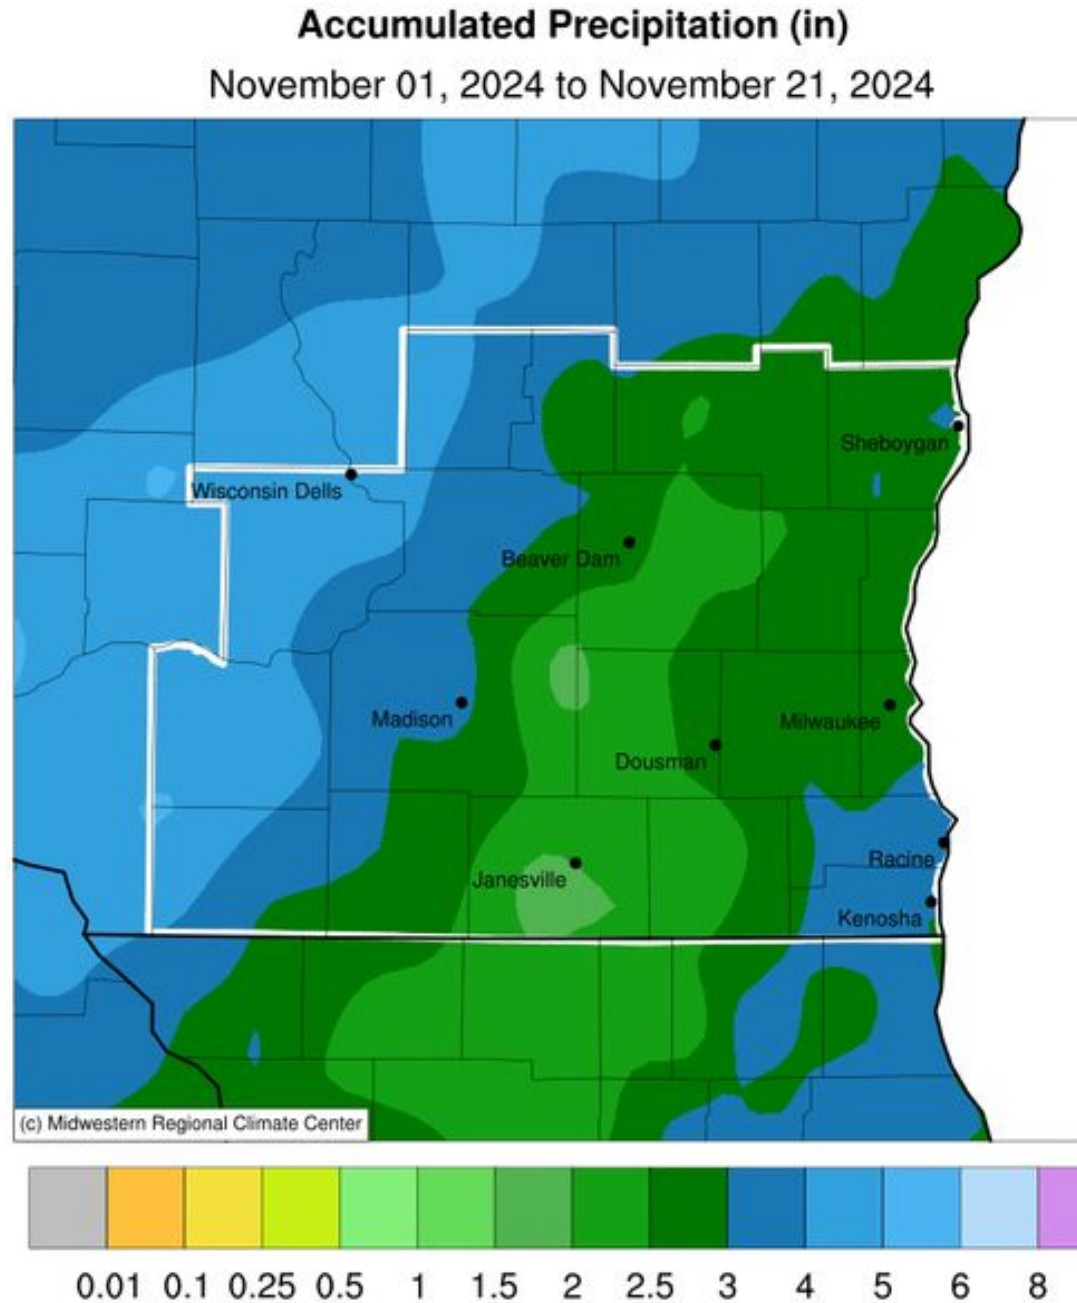 Accumulated Precipitation (in)
November 01, 2024 to November 21, 2024
Sheboygan
Wisconsin Dells
Beaver Dam
Madison
Milwaukee
Dousman
Racine
Janesville
Kenosha
(c) Midwestern Regional Climate Center
0.01 0.1 0.25 0.5 1 1.5 2 2.5 3 4 5 6 8